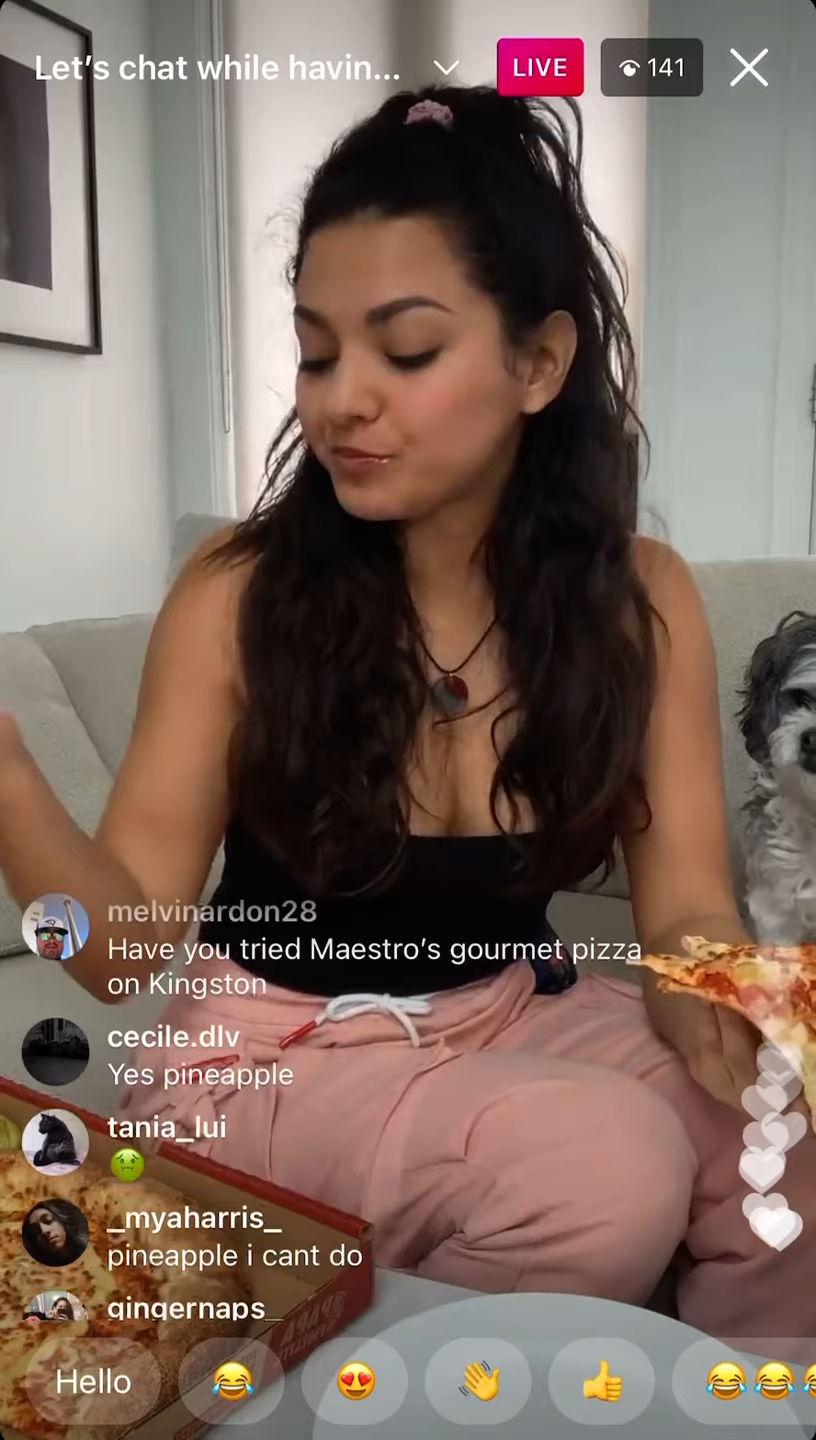 Let’s chat while havin...
LIVE
141
melvinardon28
Have you tried Maestro’s gourmet pizza
on Kingston
cecile.dlv
Yes pineapple
tania_lui
🤢
_myaharris_
pineapple i cant do
gingernaps_
PAPA
Hello
😂
😍
👋
👍
😂😂